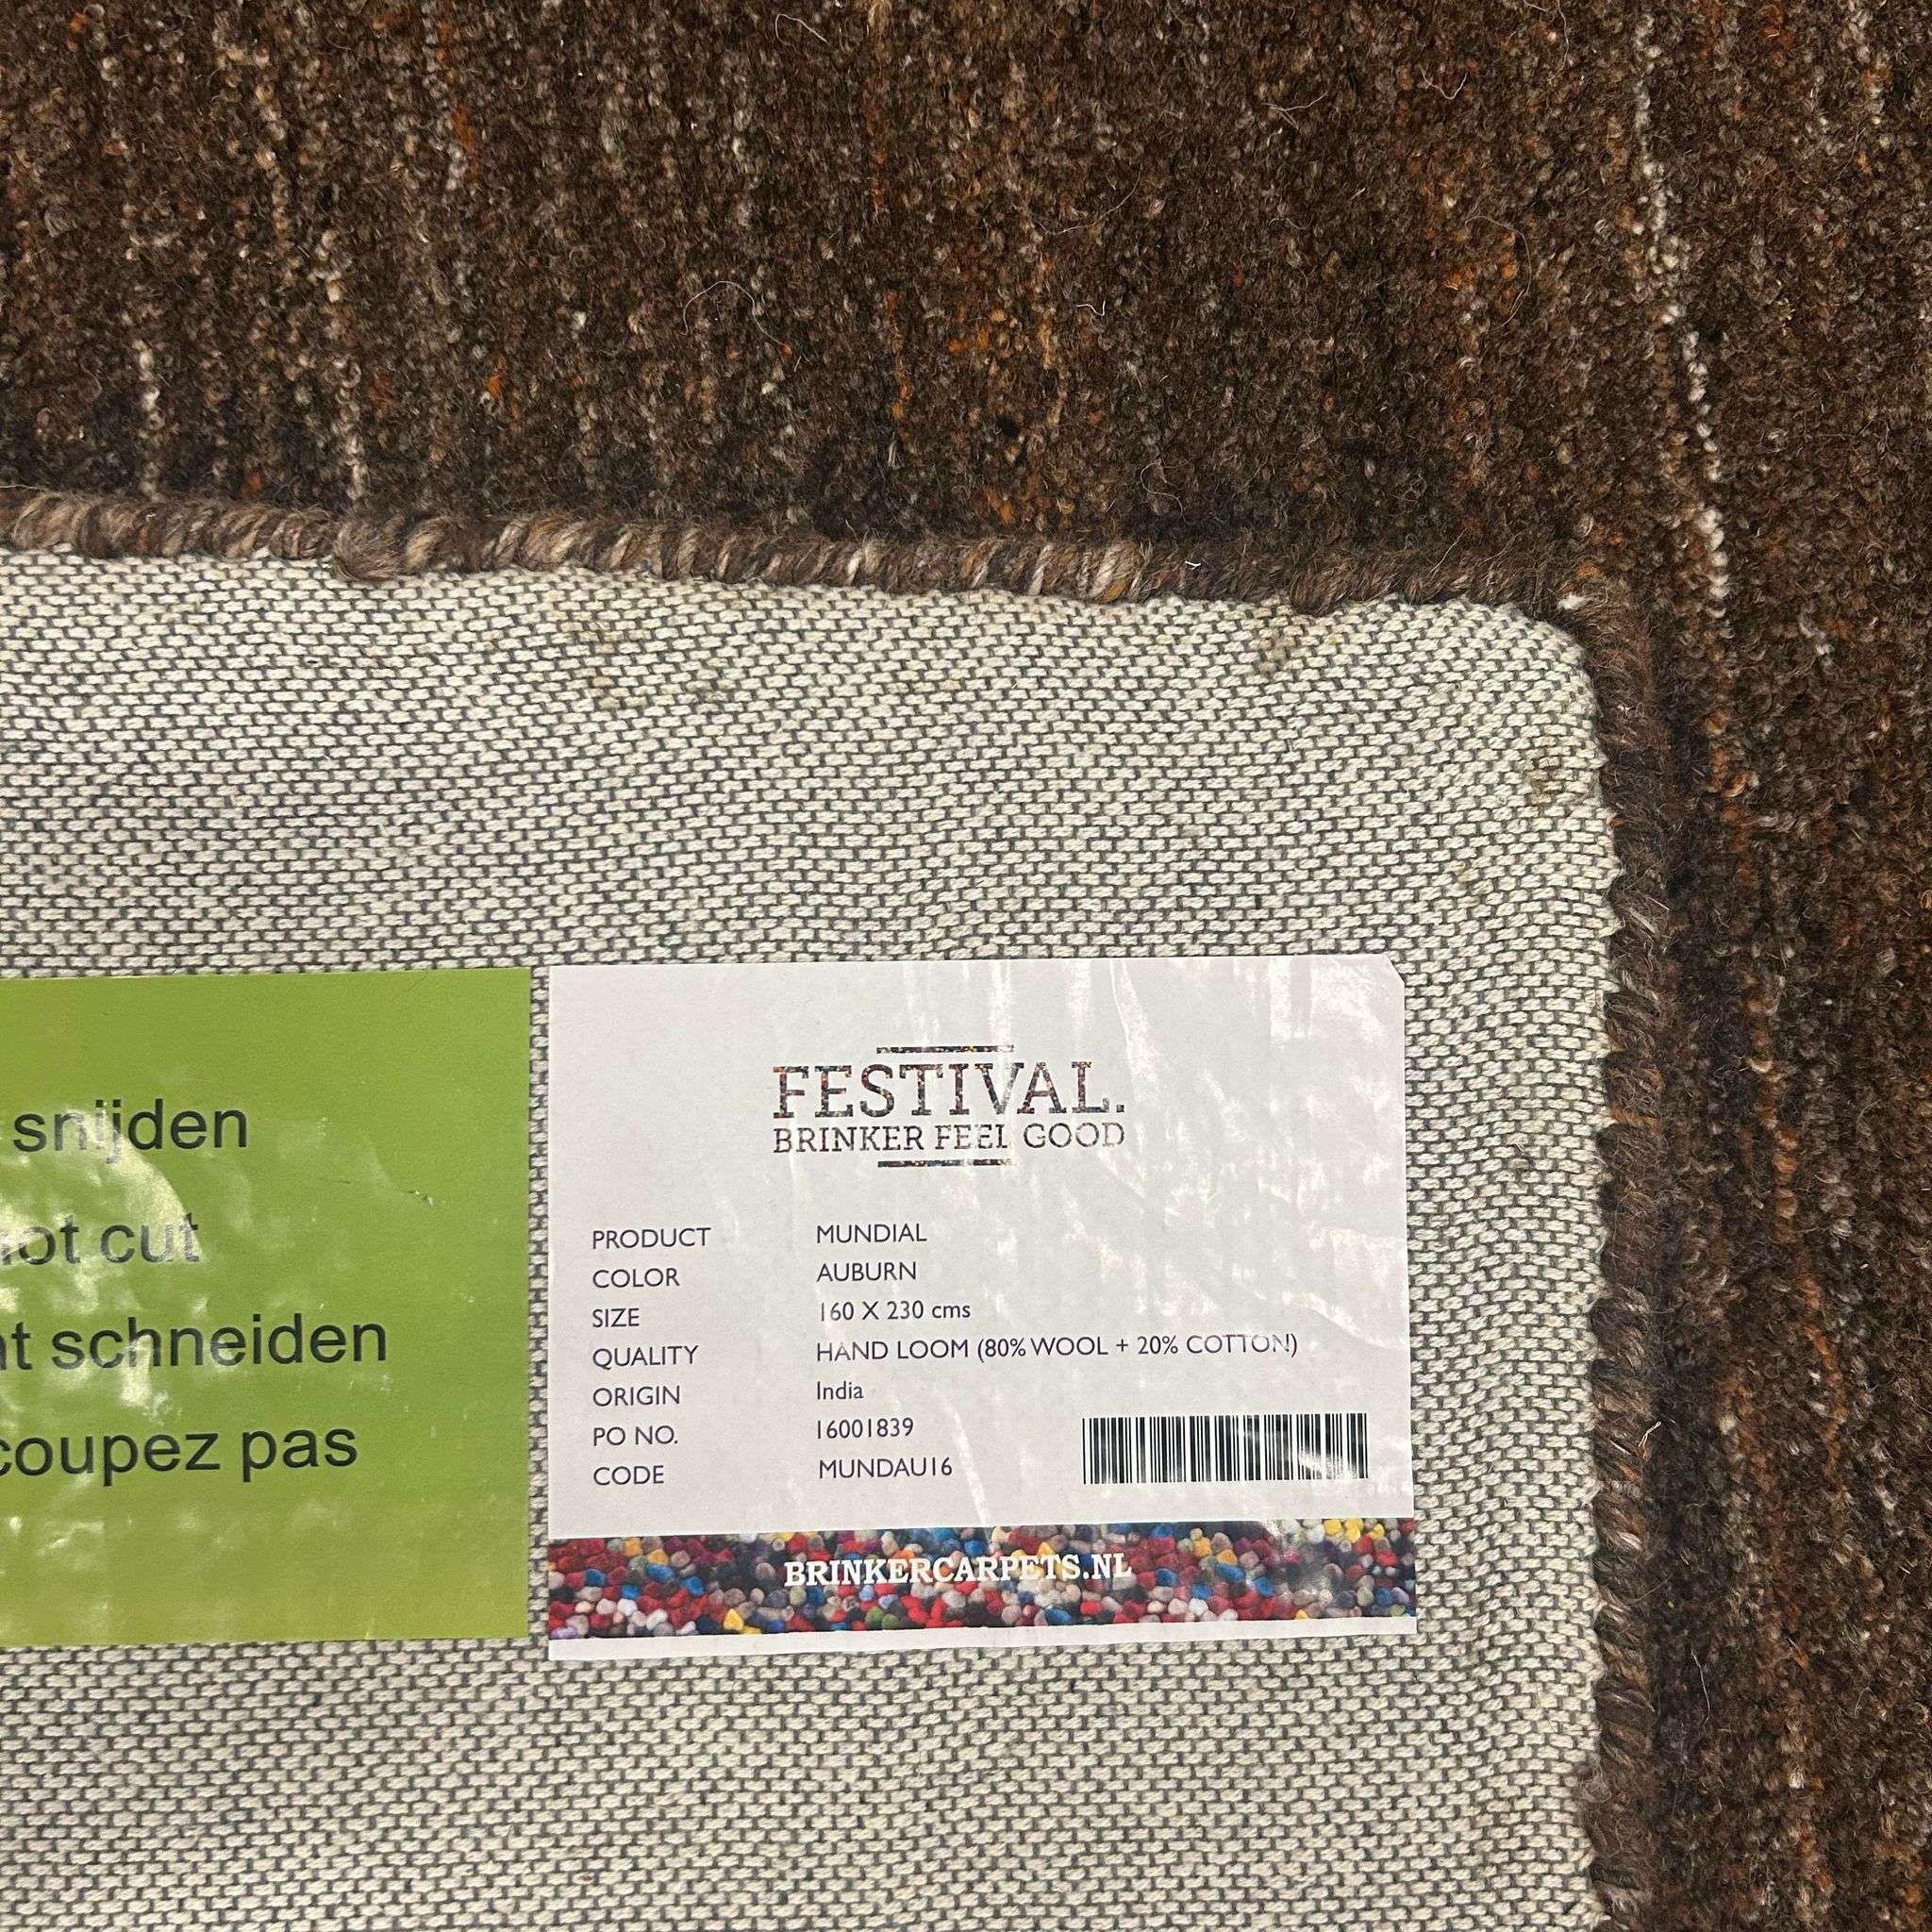 snijden
not cut
schneiden
coupez pas
FESTIVAL.
BRINKER FEEL GOOD
PRODUCT MUNDIAL
COLOR AUBURN
SIZE 160 X 230 cms
QUALITY HAND LOOM (80% WOOL + 20% COTTON)
ORIGIN India
PO NO. 16001839
CODE MUNDAU16
BRINKERCARPETS.NL